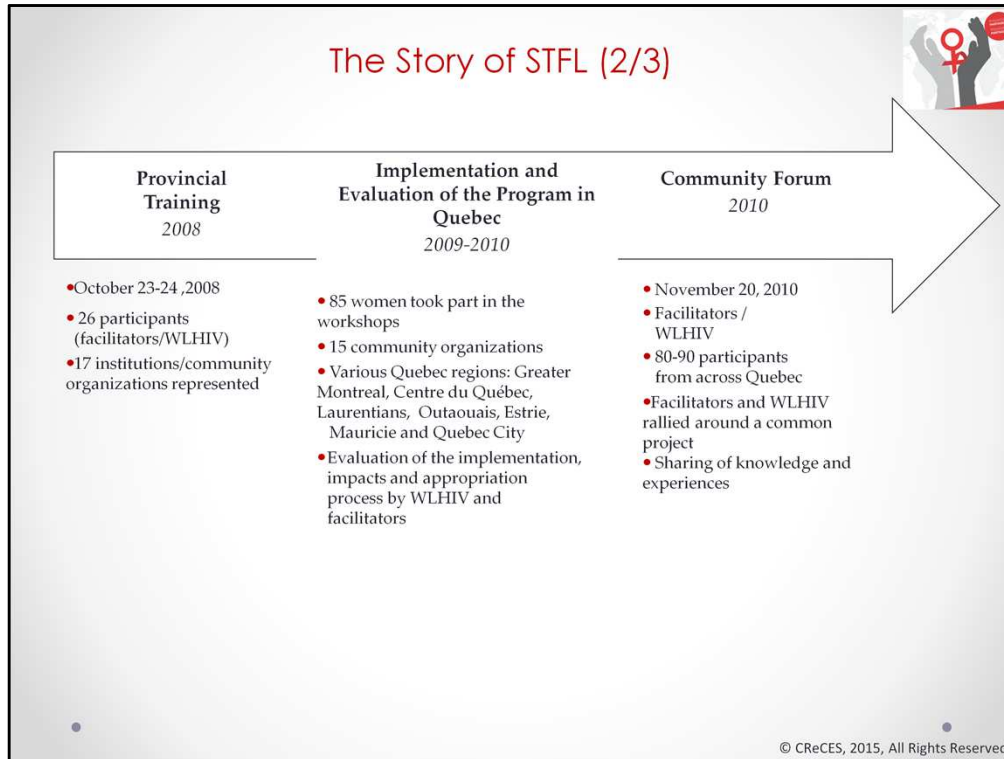 The Story of STFL (2/3)
Provincial
Training
2008
•October 23-24 ,2008
• 26 participants
(facilitators/WLHIV)
•17 institutions/community
organizations represented
Implementation and
Evaluation of the Program in
Quebec
2009-2010
• 85 women took part in the
workshops
• 15 community organizations
• Various Quebec regions: Greater
Montreal, Centre du Québec,
Laurentians, Outaouais, Estrie,
Mauricie and Quebec City
•Evaluation of the implementation,
impacts and appropriation
process by WLHIV and
facilitators
Community Forum
2010
• November 20, 2010
• Facilitators /
WLHIV
• 80-90 participants
from across Quebec
•Facilitators and WLHIV
rallied around a common
project
• Sharing of knowledge and
experiences
© CReCES, 2015, All Rights Reserved